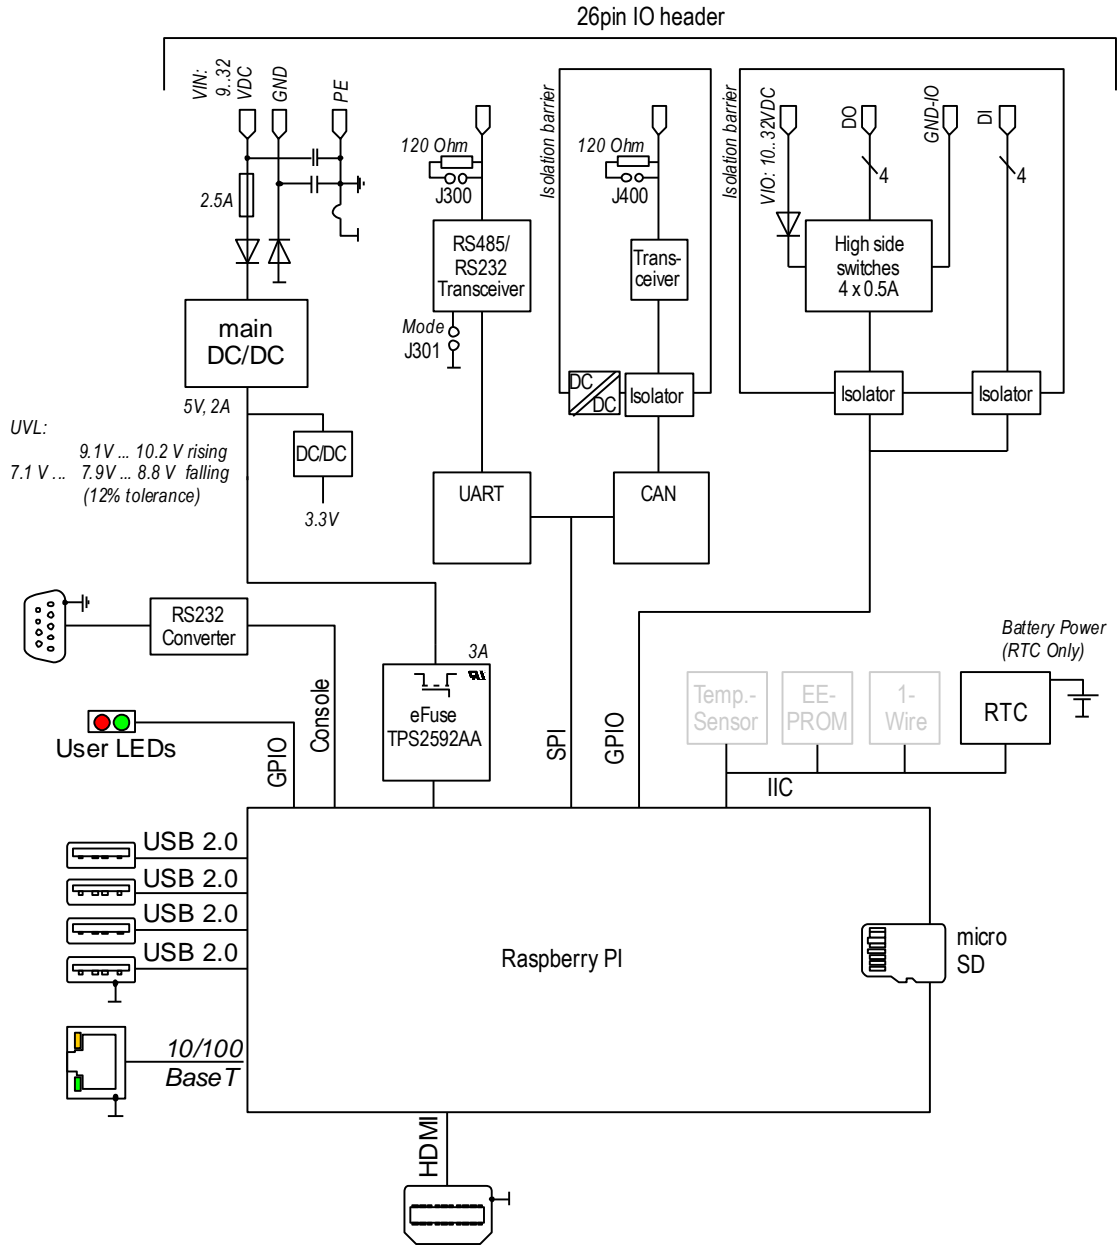 26pin IO header
VIN:
9..32
VDC
GND
PE
Isolation barrier
Isolation barrier
VIO: 10..32VDC
DO
GND-IO
DI
120 Ohm
120 Ohm
4
4
2.5A
J300
J400
RS485/
RS232
Transceiver
Trans-
ceiver
High side
switches
4 x 0.5A
main
DC/DC
Mode
J301
DC
DC
Isolator
Isolator
Isolator
5V, 2A
UVL:
9.1V ... 10.2 V rising
7.1 V ... 7.9V ... 8.8 V falling
(12% tolerance)
DC/DC
3.3V
UART
CAN
RS232
Converter
3A
Battery Power
(RTC Only)
eFuse
TPS2592AA
Temp.-
Sensor
EE-
PROM
1-
Wire
RTC
User LEDs
GPIO
Console
SPI
GPIO
IIC
USB 2.0
USB 2.0
USB 2.0
USB 2.0
Raspberry PI
micro
SD
10/100
BaseT
HDMI